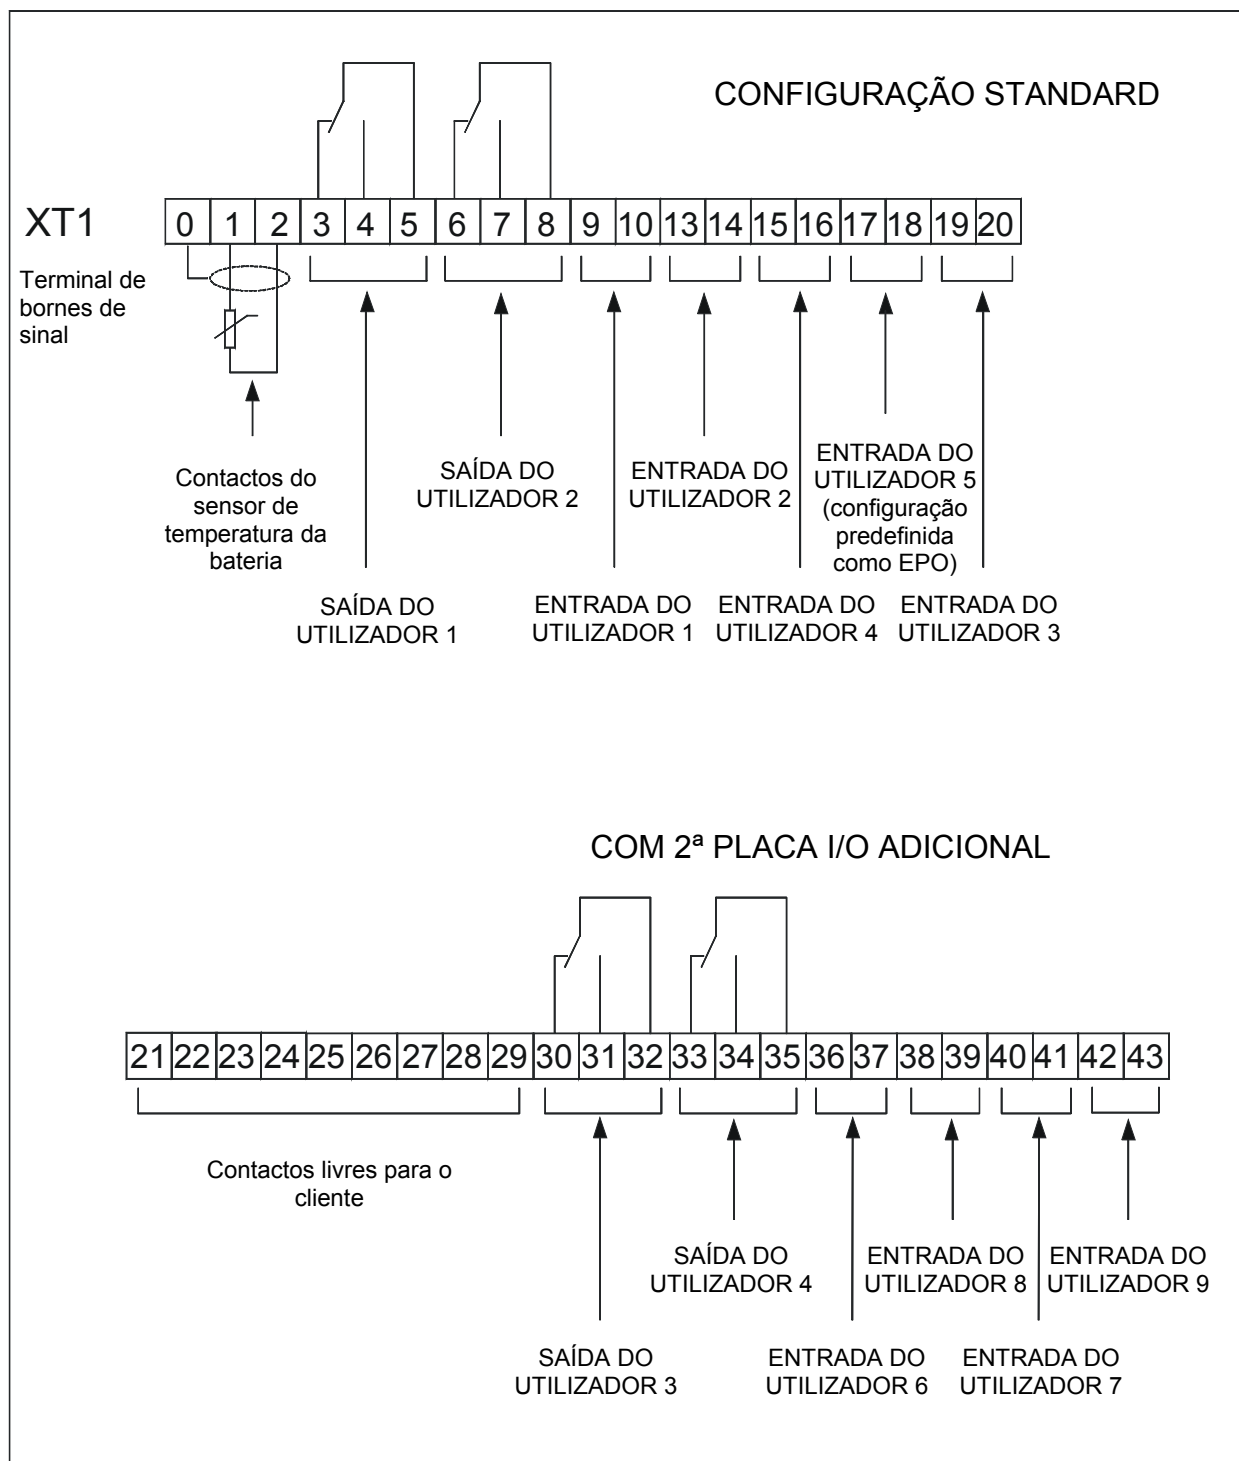 CONFIGURAÇÃO STANDARD
XT1
0 1 2 3 4 5 6 7 8 9 10 13 14 15 16 17 18 19 20
Terminal de
bornes de
sinal
Contactos do
sensor de
temperatura da
bateria
SAÍDA DO
UTILIZADOR 1
SAÍDA DO
UTILIZADOR 2
ENTRADA DO
UTILIZADOR 1
ENTRADA DO
UTILIZADOR 2
ENTRADA DO
UTILIZADOR 4
ENTRADA DO
UTILIZADOR 5
(configuração
predefinida
como EPO)
ENTRADA DO
UTILIZADOR 3
COM 2ª PLACA I/O ADICIONAL
21 22 23 24 25 26 27 28 29 30 31 32 33 34 35 36 37 38 39 40 41 42 43
Contactos livres para o
cliente
SAÍDA DO
UTILIZADOR 3
SAÍDA DO
UTILIZADOR 4
ENTRADA DO
UTILIZADOR 6
ENTRADA DO
UTILIZADOR 8
ENTRADA DO
UTILIZADOR 7
ENTRADA DO
UTILIZADOR 9